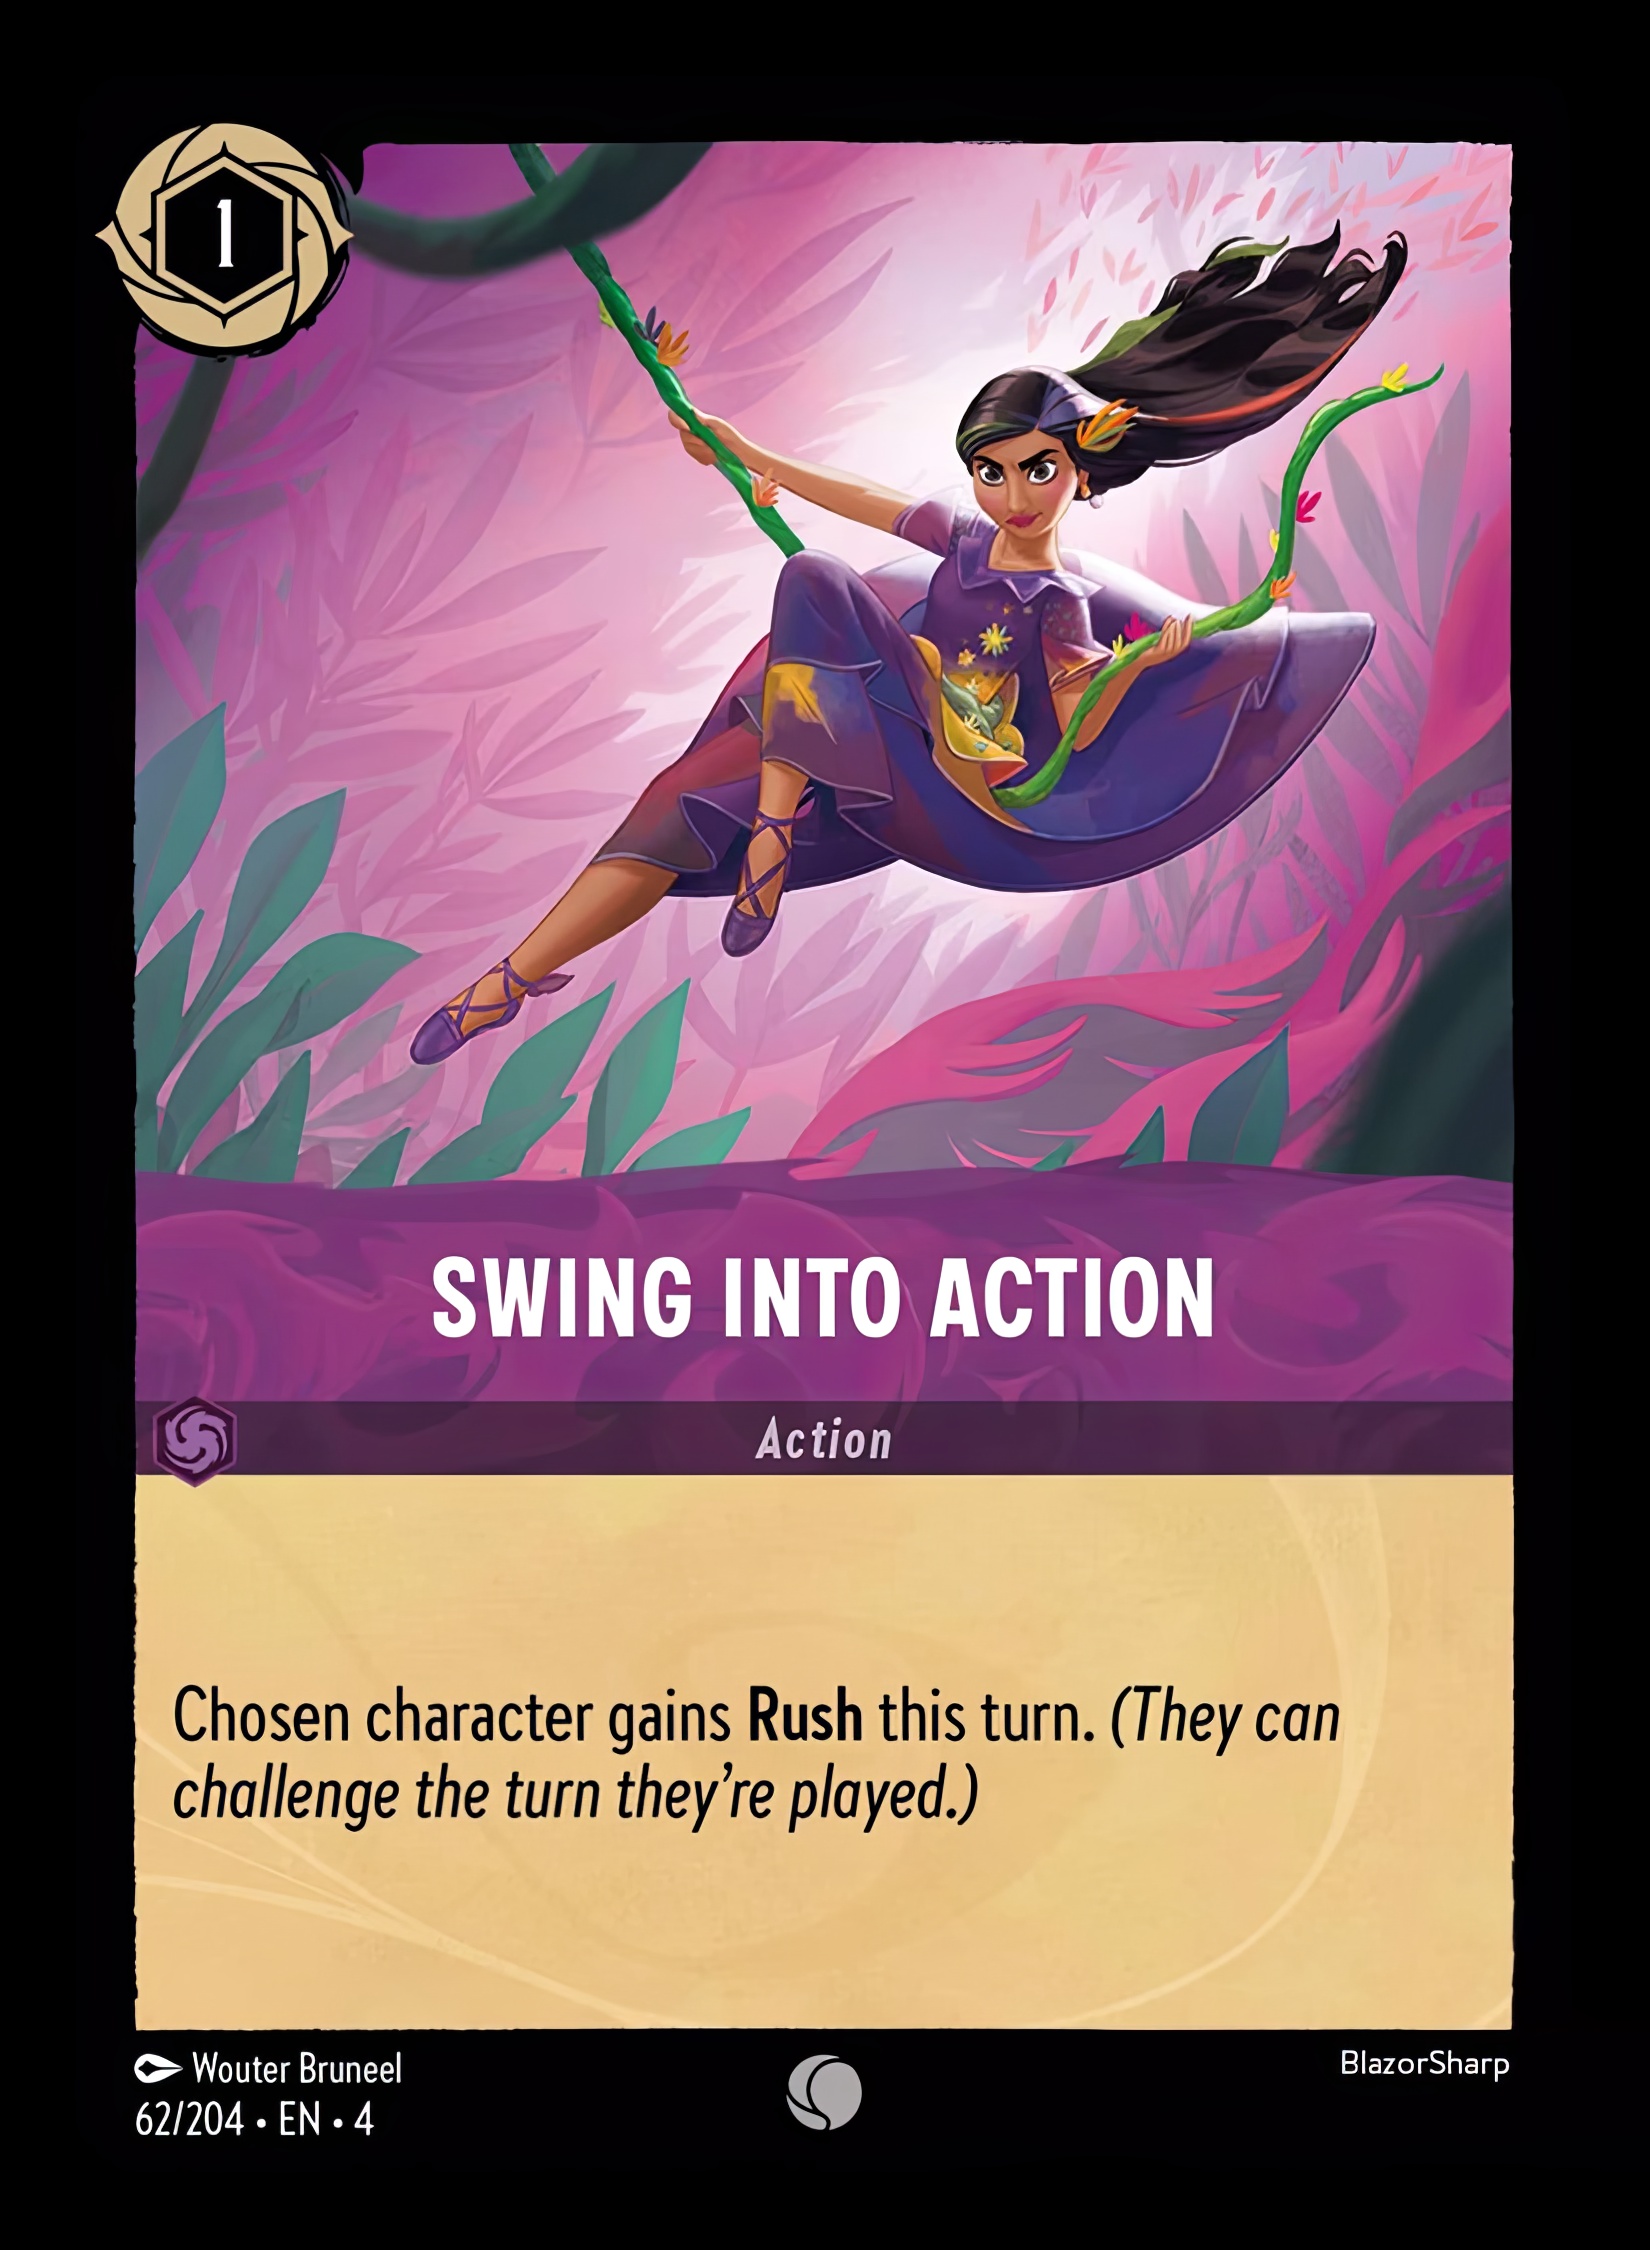 1
SWING INTO ACTION
Action
Chosen character gains Rush this turn. (They can
challenge the turn they're played.)
Wouter Bruneel
BlazorSharp
62/204 • EN • 4